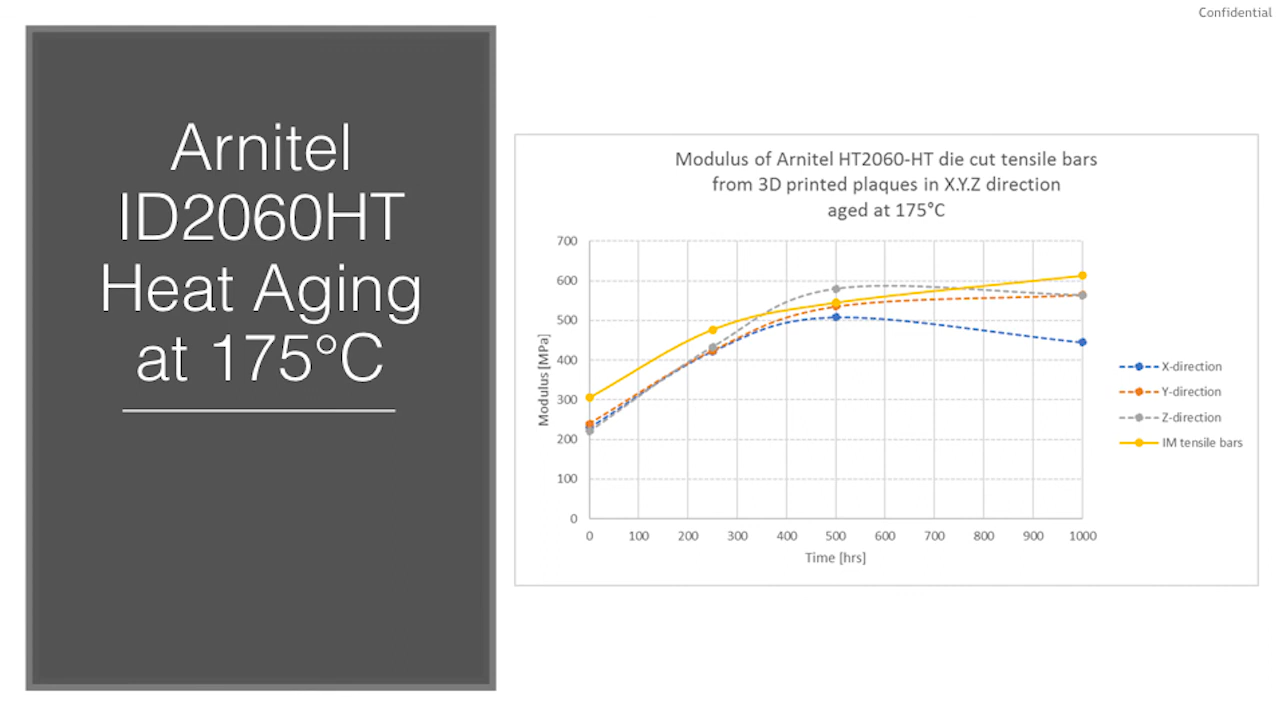 Confidential
Arnitel
ID2060HT
Heat Aging
at 175°C
Modulus of Arnitel HT2060-HT die cut tensile bars
from 3D printed plaques in X.Y.Z direction
aged at 175°C
Modulus [MPa]
700
600
500
400
300
200
100
0
0 100 200 300 400 500 600 700 800 900 1000
Time [hrs]
X-direction
Y-direction
Z-direction
IM tensile bars